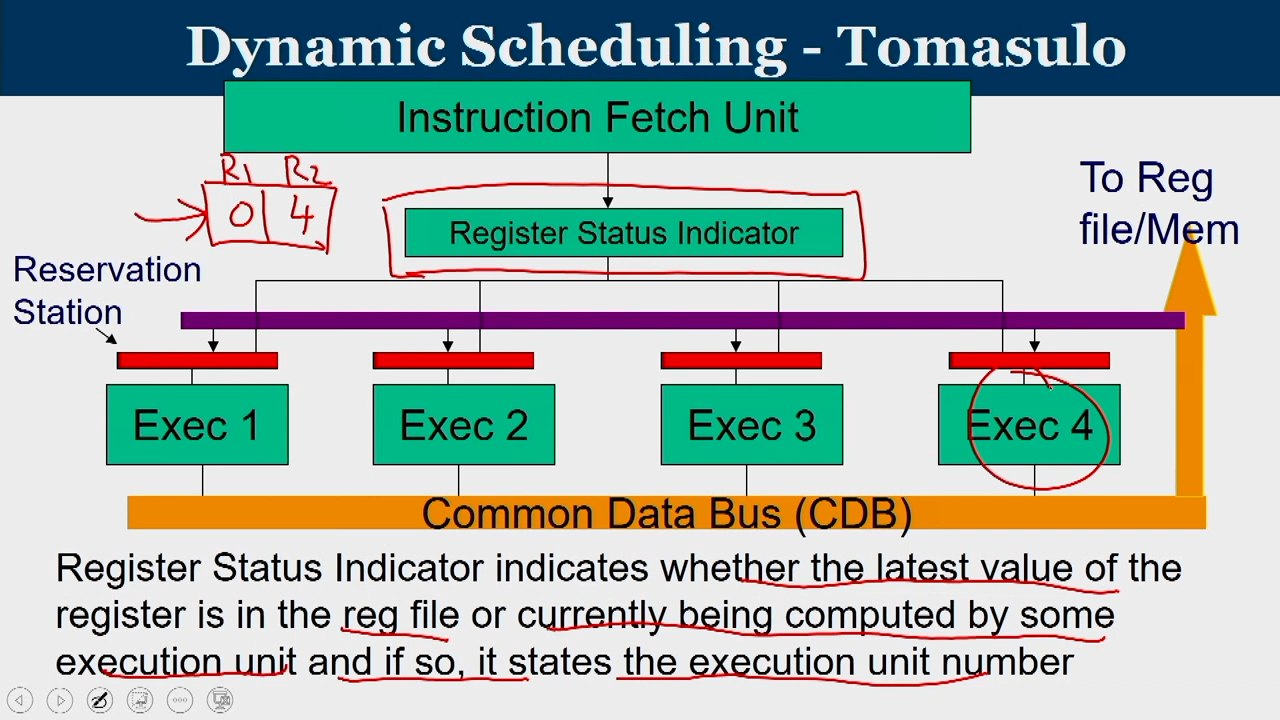 Dynamic Scheduling - Tomasulo
Instruction Fetch Unit
R1 R2
0 4
To Reg
file/Mem
Register Status Indicator
Reservation
Station
Exec 1
Exec 2
Exec 3
Exec 4
Common Data Bus (CDB)
Register Status Indicator indicates whether the latest value of the
register is in the reg file or currently being computed by some
execution unit and if so, it states the execution unit number